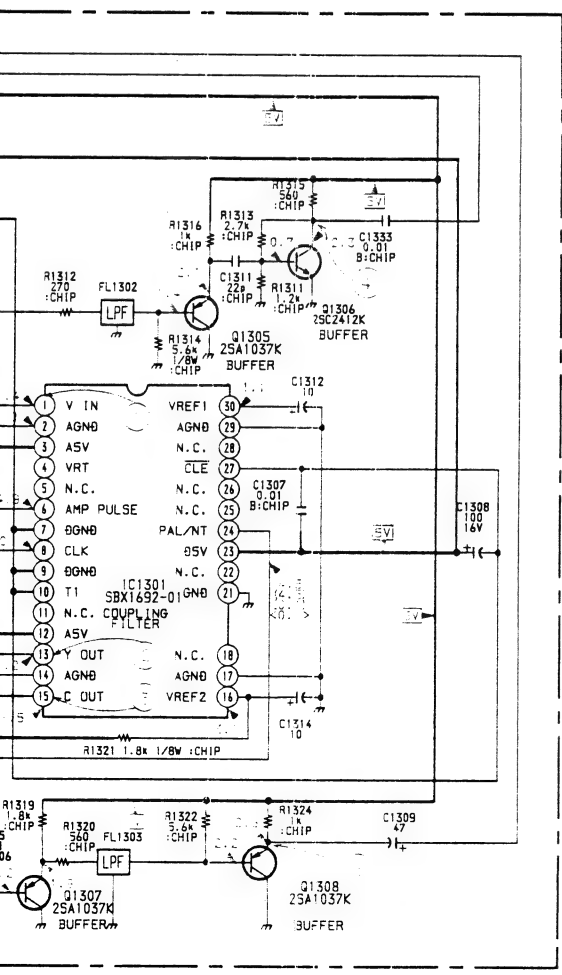 5V
R1315
560
:CHIP
5V
R1316
1k
:CHIP
R1313
2.7k
:CHIP
C1333
0.01
B:CHIP
0.7
C1311
22p
:CHIP
R1311
1.2k
:CHIP
Q1306
2SC2412K
BUFFER
R1312
270
:CHIP
FL1302
LPF
R1314
5.6k
1/8W
:CHIP
Q1305
2SA1037K
BUFFER
C1312
10
1 V IN
2 AGND
3 A5V
4 VRT
5 N.C.
6 AMP PULSE
7 DGND
8 CLK
9 DGND
10 T1
11 N.C.
12 A5V
13 Y OUT
14 AGND
15 C OUT
VREF1 30
AGND 29
N.C. 28
CLE 27
N.C. 26
N.C. 25
PAL/NT 24
D5V 23
N.C. 22
GND 21
N.C. 18
AGND 17
VREF2 16
IC1301
SBX1692-01
COUPLING
FILTER
C1307
0.01
B:CHIP
C1308
100
16V
5V
5V
C1314
10
R1321 1.8k 1/8W :CHIP
R1319
1.8k
:CHIP
R1320
560
:CHIP
FL1303
LPF
R1322
5.6k
:CHIP
R1324
1k
:CHIP
C1309
47
Q1307
2SA1037K
BUFFER
Q1308
2SA1037K
BUFFER